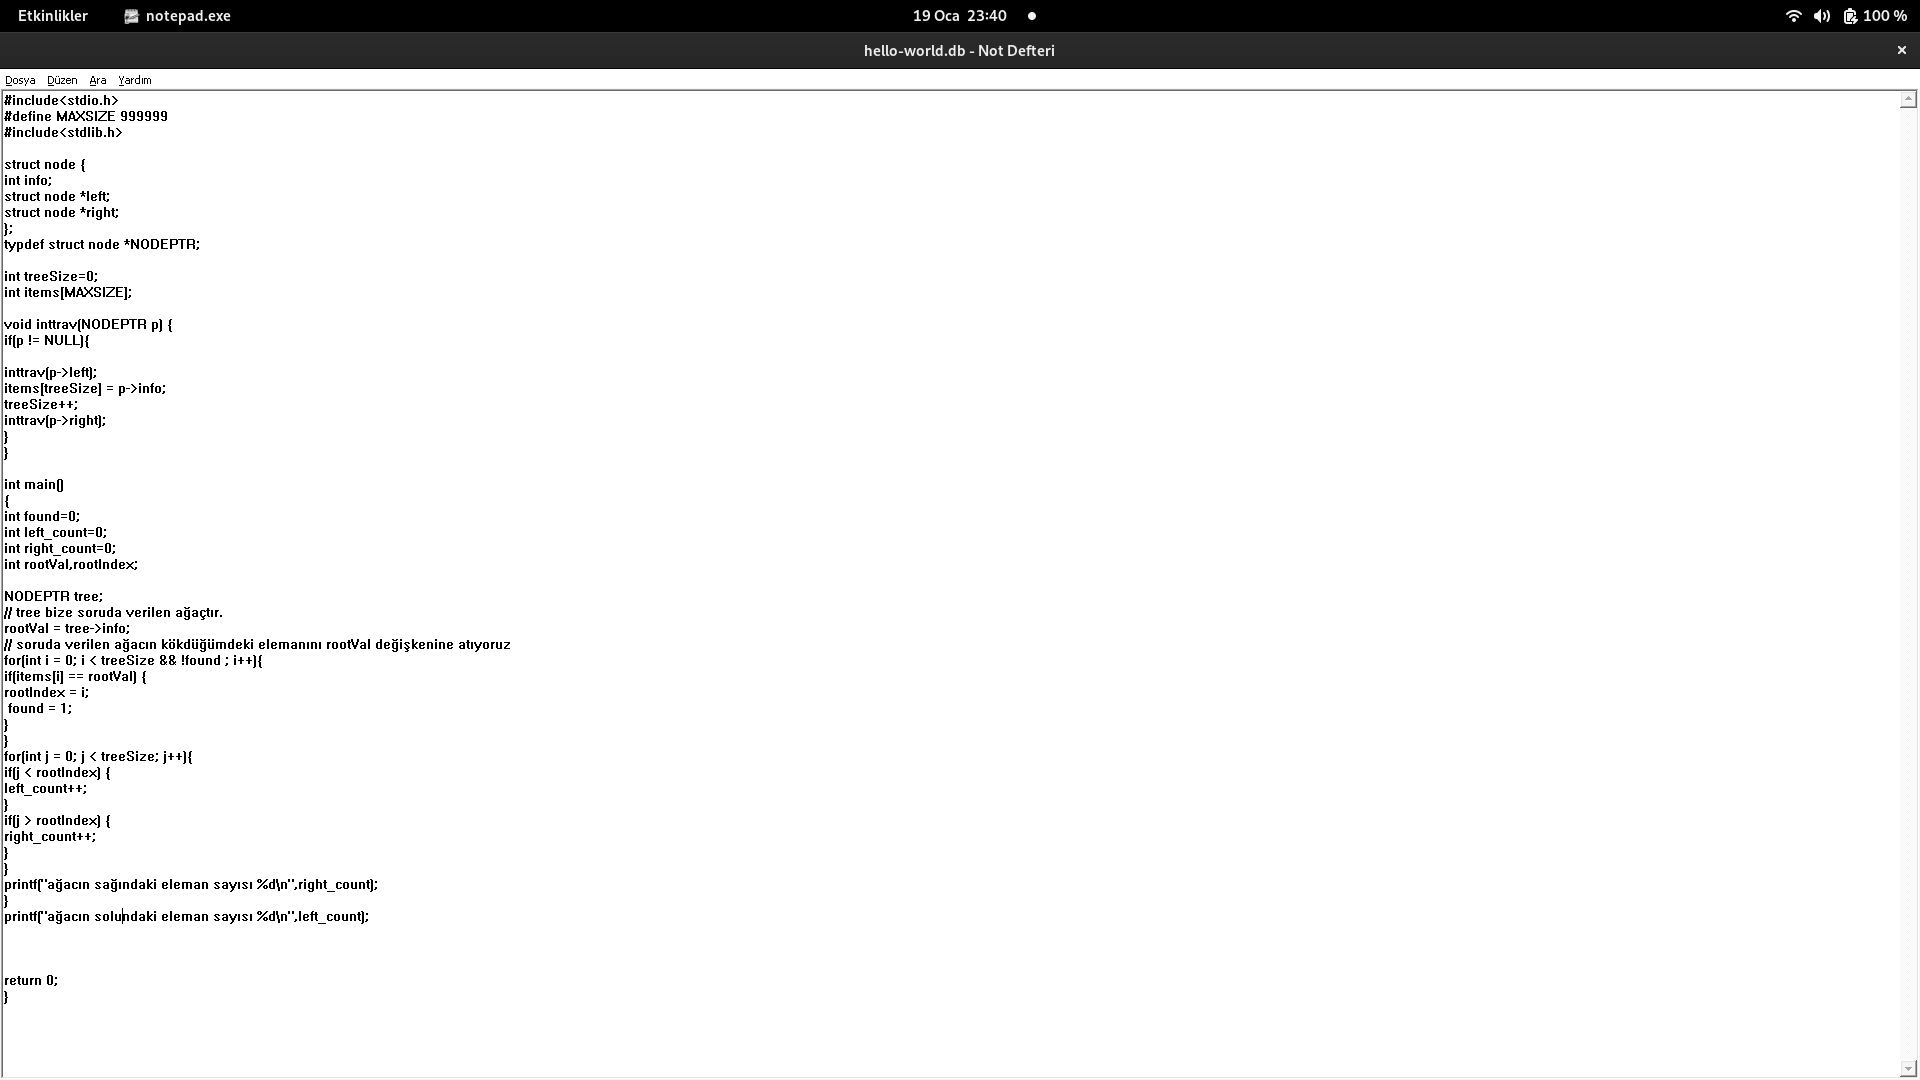 Etkinlikler notepad.exe 19 Oca 23:40 100 %
hello-world.db - Not Defteri
Dosya Düzen Ara Yardım
#include<stdio.h>
#define MAXSIZE 999999
#include<stdlib.h>
struct node {
int info;
struct node *left;
struct node *right;
};
typdef struct node *NODEPTR;
int treeSize=0;
int items[MAXSIZE];
void inttrav(NODEPTR p) {
if(p != NULL){
inttrav(p->left);
items[treeSize] = p->info;
treeSize++;
inttrav(p->right);
}
}
int main()
{
int found=0;
int left_count=0;
int right_count=0;
int rootVal,rootIndex;
NODEPTR tree;
// tree bize soruda verilen ağaçtır.
rootVal = tree->info;
// soruda verilen ağacın kökdüğümdeki elemanını rootVal değişkenine atıyoruz
for(int i = 0; i < treeSize && !found ; i++){
if(items[i] == rootVal) {
rootIndex = i;
found = 1;
}
}
for(int j = 0; j < treeSize; j++){
if(j < rootIndex) {
left_count++;
}
if(j > rootIndex) {
right_count++;
}
}
printf("ağacın sağındaki eleman sayısı %d\n",right_count);
}
printf("ağacın solundaki eleman sayısı %d\n",left_count);
return 0;
}